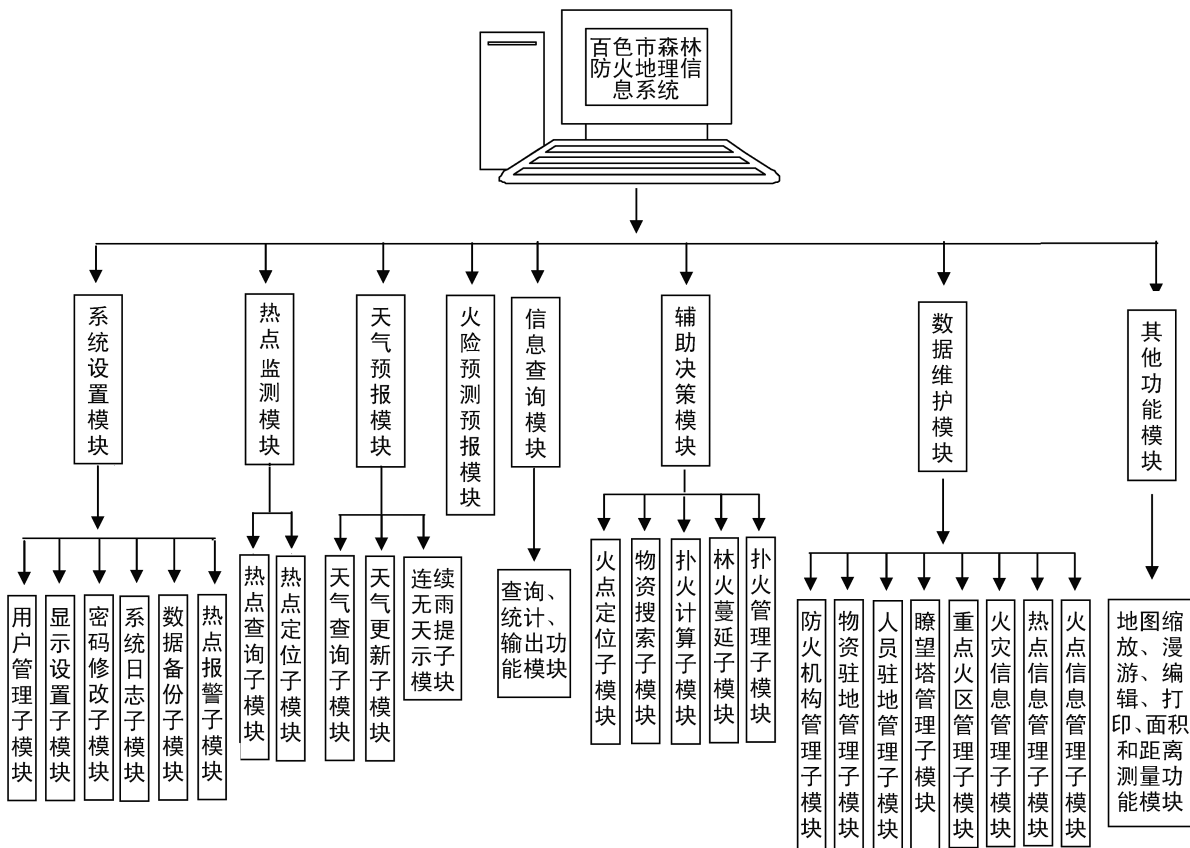 百色市森林
防火地理信
息系统
系统设置模块
热点监测模块
天气预报模块
火险预测预报模块
信息查询模块
辅助决策模块
数据维护模块
其他功能模块
用户管理子模块
显示设置子模块
密码修改子模块
系统日志子模块
数据备份子模块
热点报警子模块
热点查询子模块
热点定位子模块
天气查询子模块
天气更新子模块
连续
无雨
天提
示子
模块
查询、
统计、
输出功
能模块
火点定位子模块
物资搜索子模块
扑火计算子模块
林火蔓延子模块
扑火管理子模块
防火机构管理子模块
物资驻地管理子模块
人员驻地管理子模块
瞭望塔管理子模块
重点火区管理子模块
火灾信息管理子模块
热点信息管理子模块
火点信息管理子模块
地图缩
放、漫
游、编
辑、打
印、面积
和距离
测量功
能模块